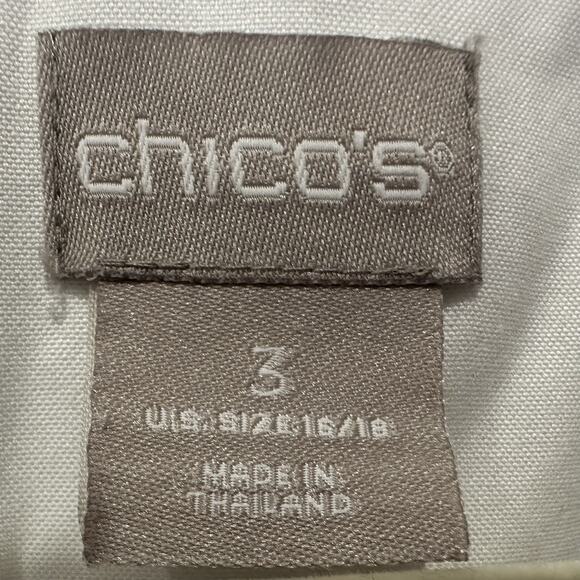 chico's®
3
U.S. SIZE 16/18
MADE IN
THAILAND